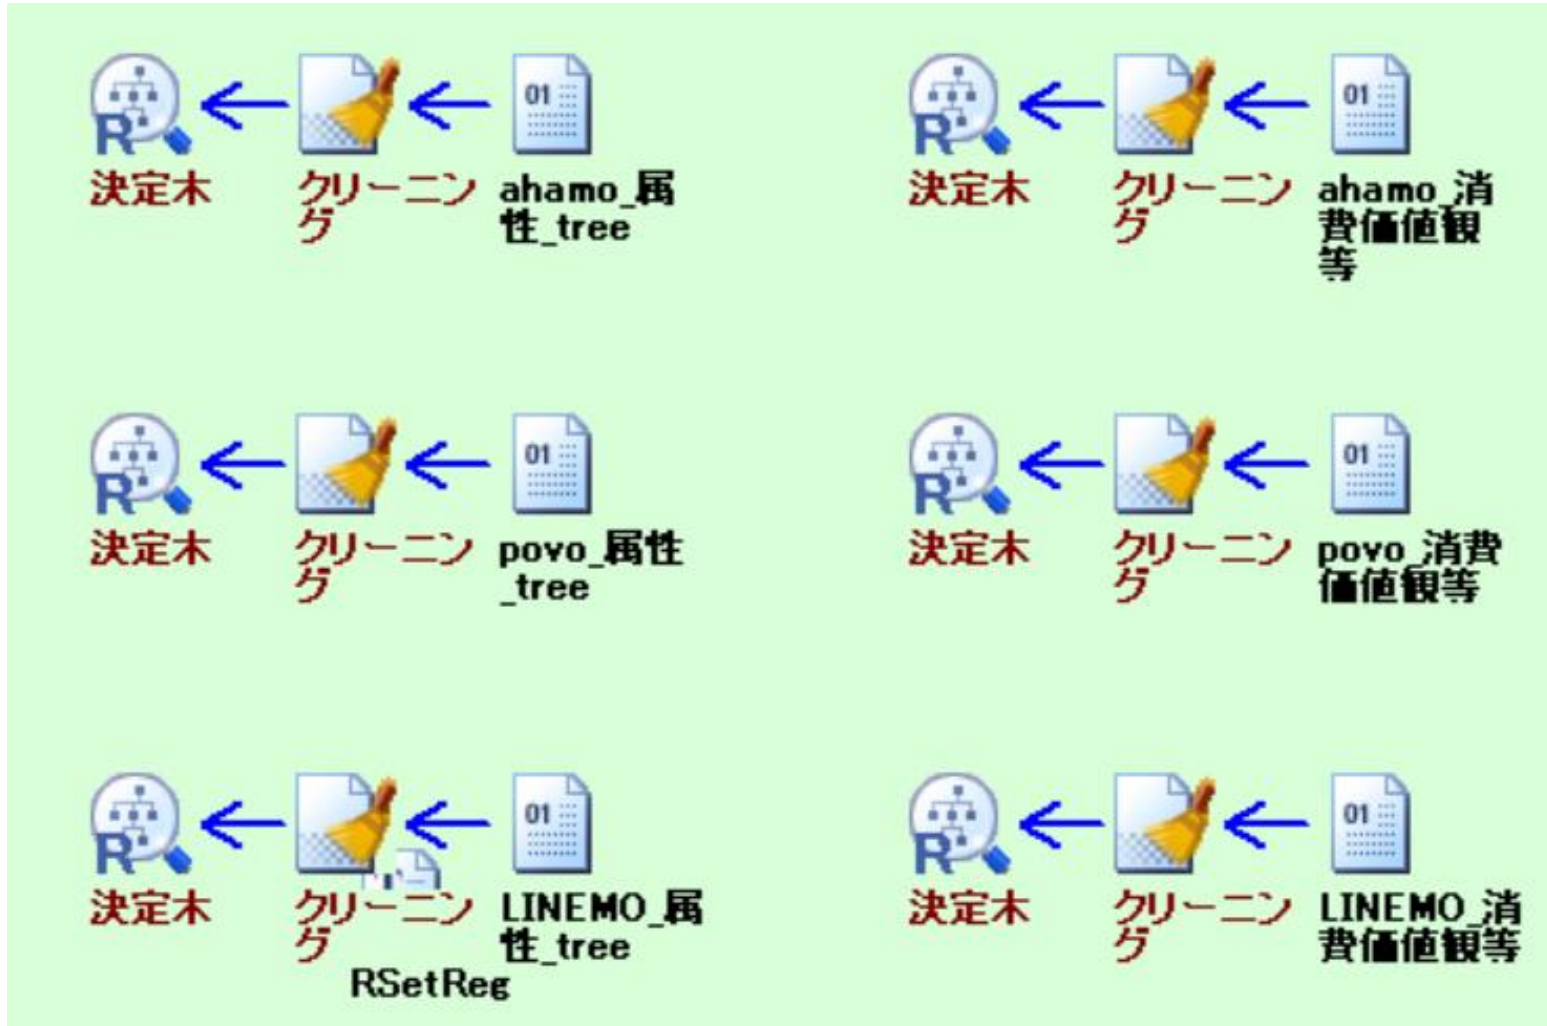 決定木
クリーニン
グ
ahamo_属
性_tree
決定木
クリーニン
グ
ahamo_消
費価値観
等
決定木
クリーニン
グ
povo_属性
_tree
決定木
クリーニン
グ
povo_消費
価値観等
決定木
クリーニン
グ
LINEMO_属
性_tree
RSetReg
決定木
クリーニン
グ
LINEMO_消
費価値観等